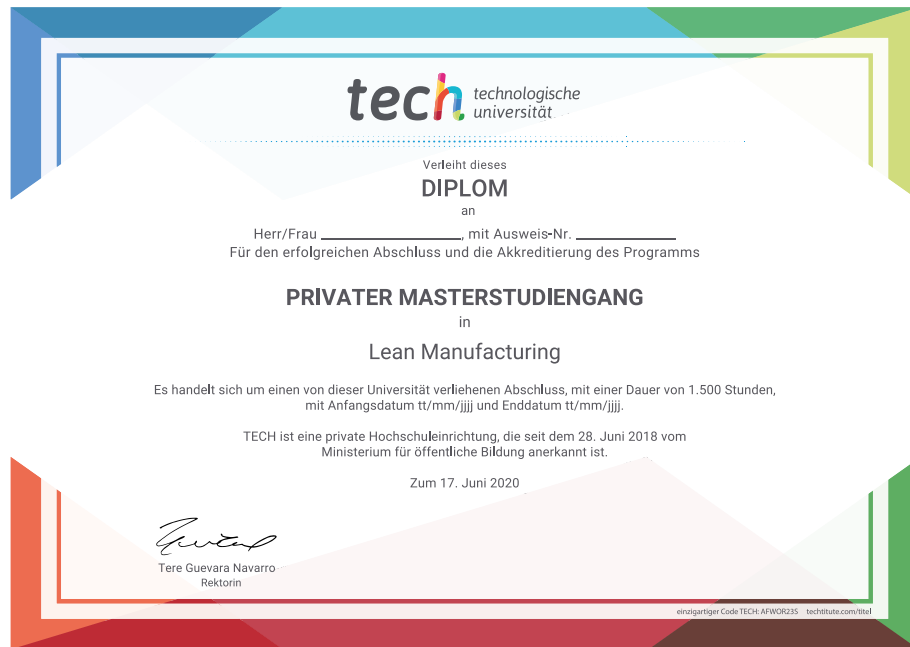 tech technologische
universität
Verleiht dieses
DIPLOM
an
Herr/Frau ____________________, mit Ausweis-Nr. ______________
Für den erfolgreichen Abschluss und die Akkreditierung des Programms
PRIVATER MASTERSTUDIENGANG
in
Lean Manufacturing
Es handelt sich um einen von dieser Universität verliehenen Abschluss, mit einer Dauer von 1.500 Stunden,
mit Anfangsdatum tt/mm/jjjj und Enddatum tt/mm/jjjj.
TECH ist eine private Hochschuleinrichtung, die seit dem 28. Juni 2018 vom
Ministerium für öffentliche Bildung anerkannt ist.
Zum 17. Juni 2020
Tere Guevara Navarro
Rektorin
einzigartiger Code TECH: AFWOR23S techtitute.com/titel